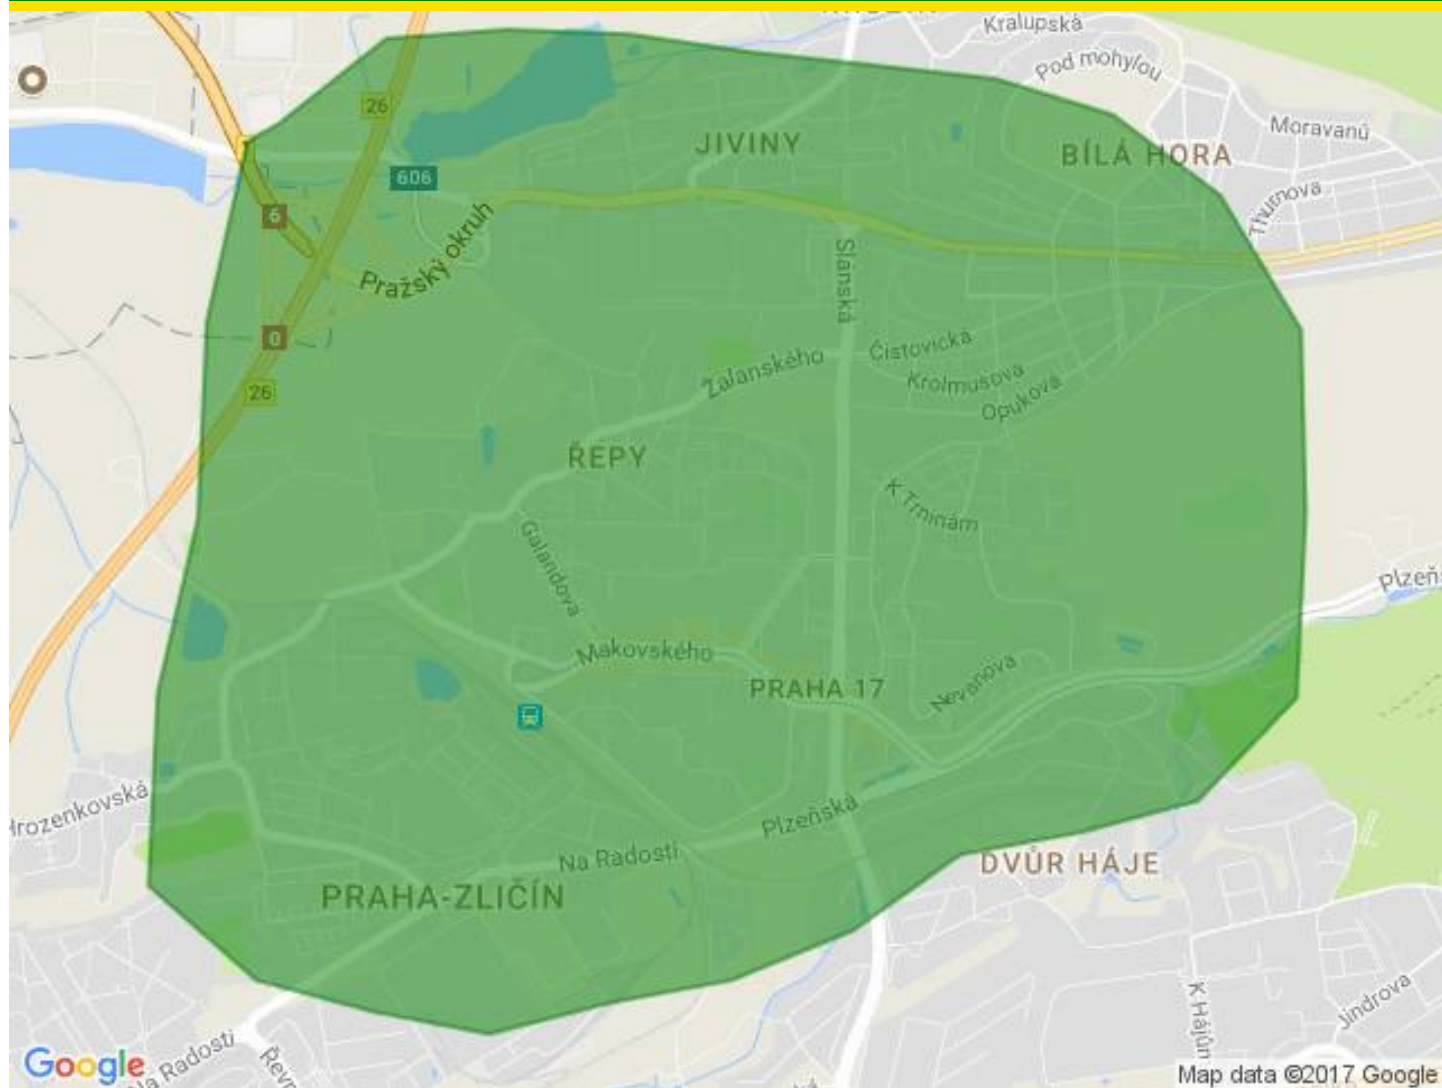 Kralupská
Pod mohylou
Moravanů
JIVINY
BÍLÁ HORA
606
26
Thurnova
6
Pražský okruh
Slánská
0
Čistovická
Žalanského
26
Krolmusova
Opuková
ŘEPY
K Trninám
Galandova
Plzeň
Makovského
PRAHA 17
Nevanova
Hrozenkovská
Plzeňská
Na Radosti
DVŮR HÁJE
PRAHA-ZLIČÍN
K Hájům
Jindrova
Na Radosti
Řevn
Google
Map data ©2017 Google